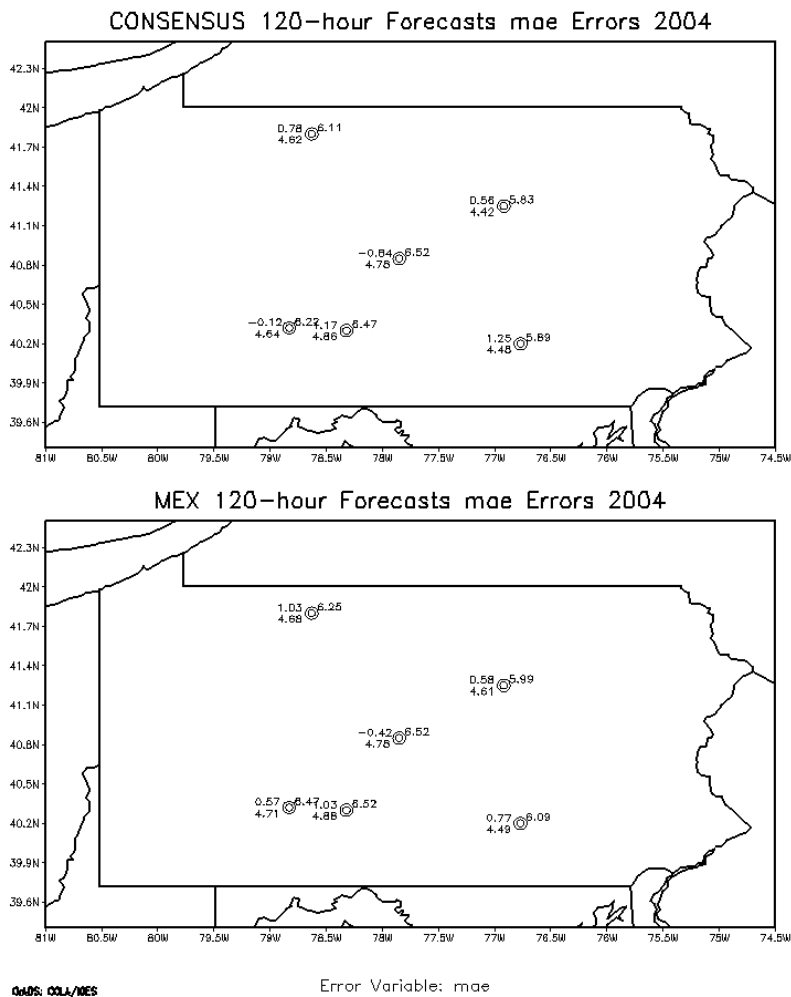 CONSENSUS 120-hour Forecasts mae Errors 2004
42.3N
42N
0.78 6.11
4.62
41.7N
41.4N
0.56 5.83
4.42
41.1N
-0.84 6.52
4.78
40.8N
40.5N
-0.12 6.22 1.17 6.47
4.64 4.86
1.25 5.89
4.48
40.2N
39.9N
39.6N
81W 80.5W 80W 79.5W 79W 78.5W 78W 77.5W 77W 76.5W 76W 75.5W 75W 74.5W
MEX 120-hour Forecasts mae Errors 2004
42.3N
42N
1.03 6.25
4.68
41.7N
41.4N
0.58 5.99
4.61
41.1N
-0.42 6.52
4.78
40.8N
40.5N
0.57 6.47 1.03 6.52
4.71 4.88
0.77 6.09
4.49
40.2N
39.9N
39.6N
81W 80.5W 80W 79.5W 79W 78.5W 78W 77.5W 77W 76.5W 76W 75.5W 75W 74.5W
GrADS: COLA/IGES
Error Variable: mae